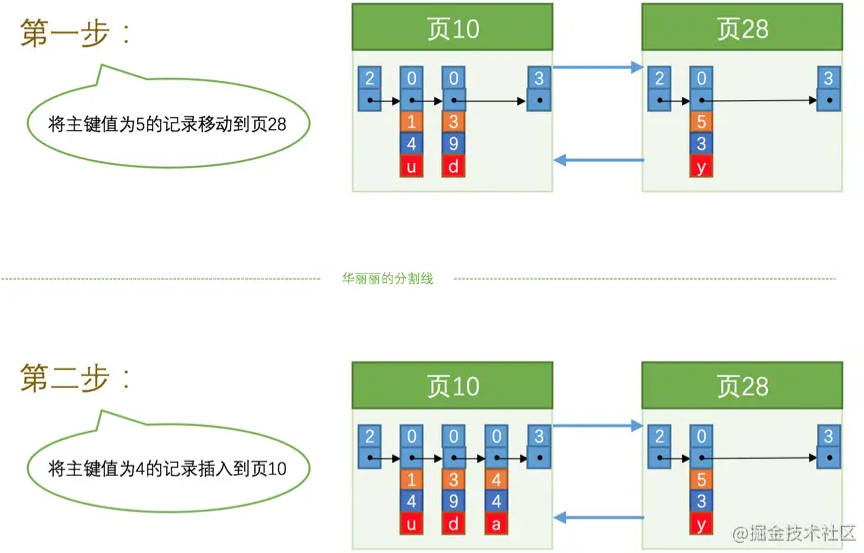 第一步：
页10
页28
将主键值为5的记录移动到页28
2 0 0 3
1 3
4 9
u d
2 0 3
5
3
y
华丽丽的分割线
第二步：
页10
页28
将主键值为4的记录插入到页10
2 0 0 0 3
1 3 4
4 9 4
u d a
2 0 3
5
3
y
@掘金技术社区